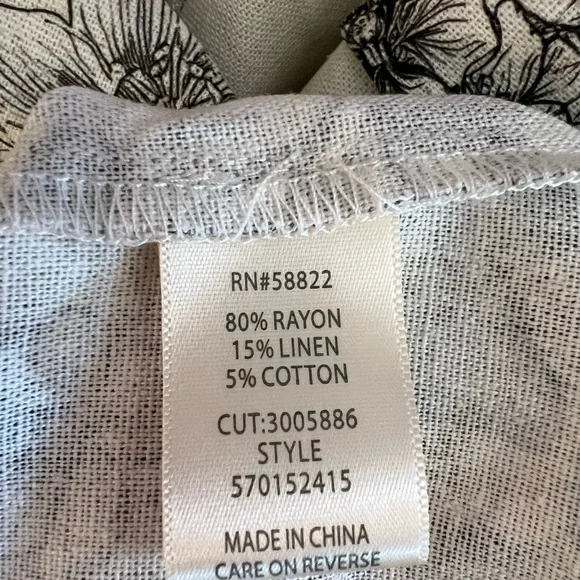 RN#58822
80% RAYON
15% LINEN
5% COTTON
CUT:3005886
STYLE
570152415
MADE IN CHINA
CARE ON REVERSE